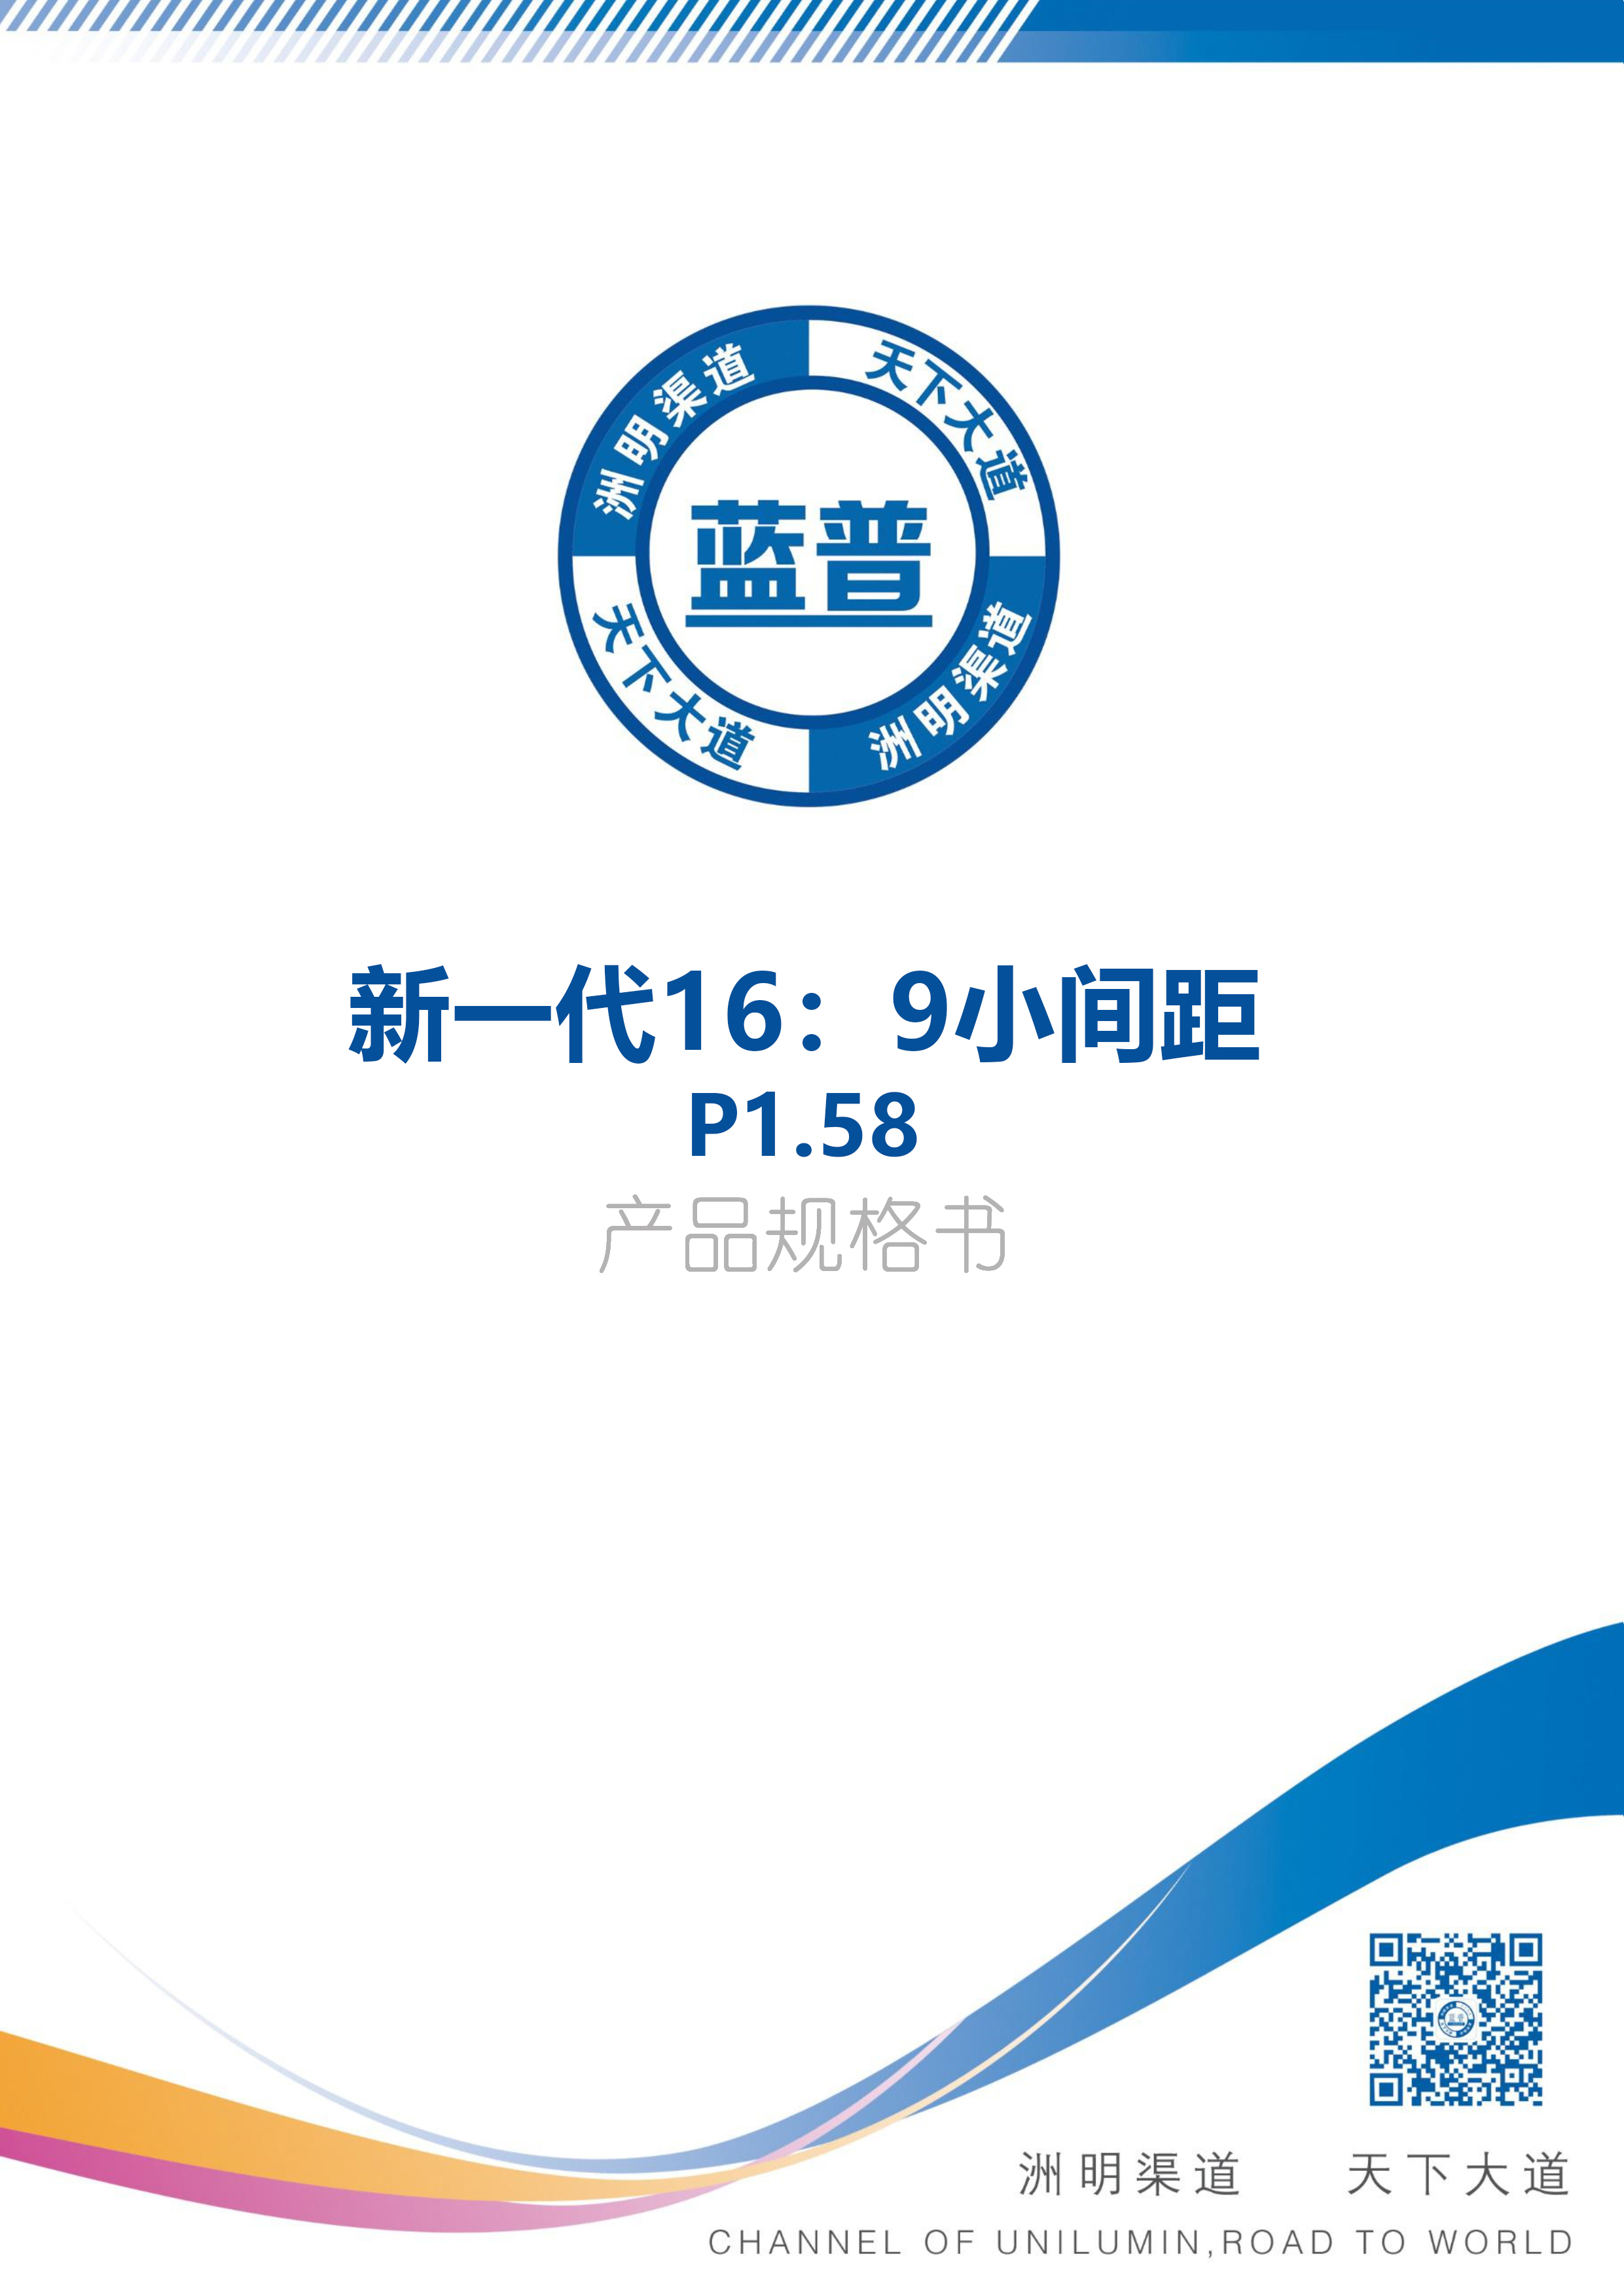 洲明渠道
天下大道
蓝普
天下大道
洲明渠道
新一代16：9小间距
P1.58
产品规格书
洲明渠道 天下大道
CHANNEL OF UNILUMIN,ROAD TO WORLD